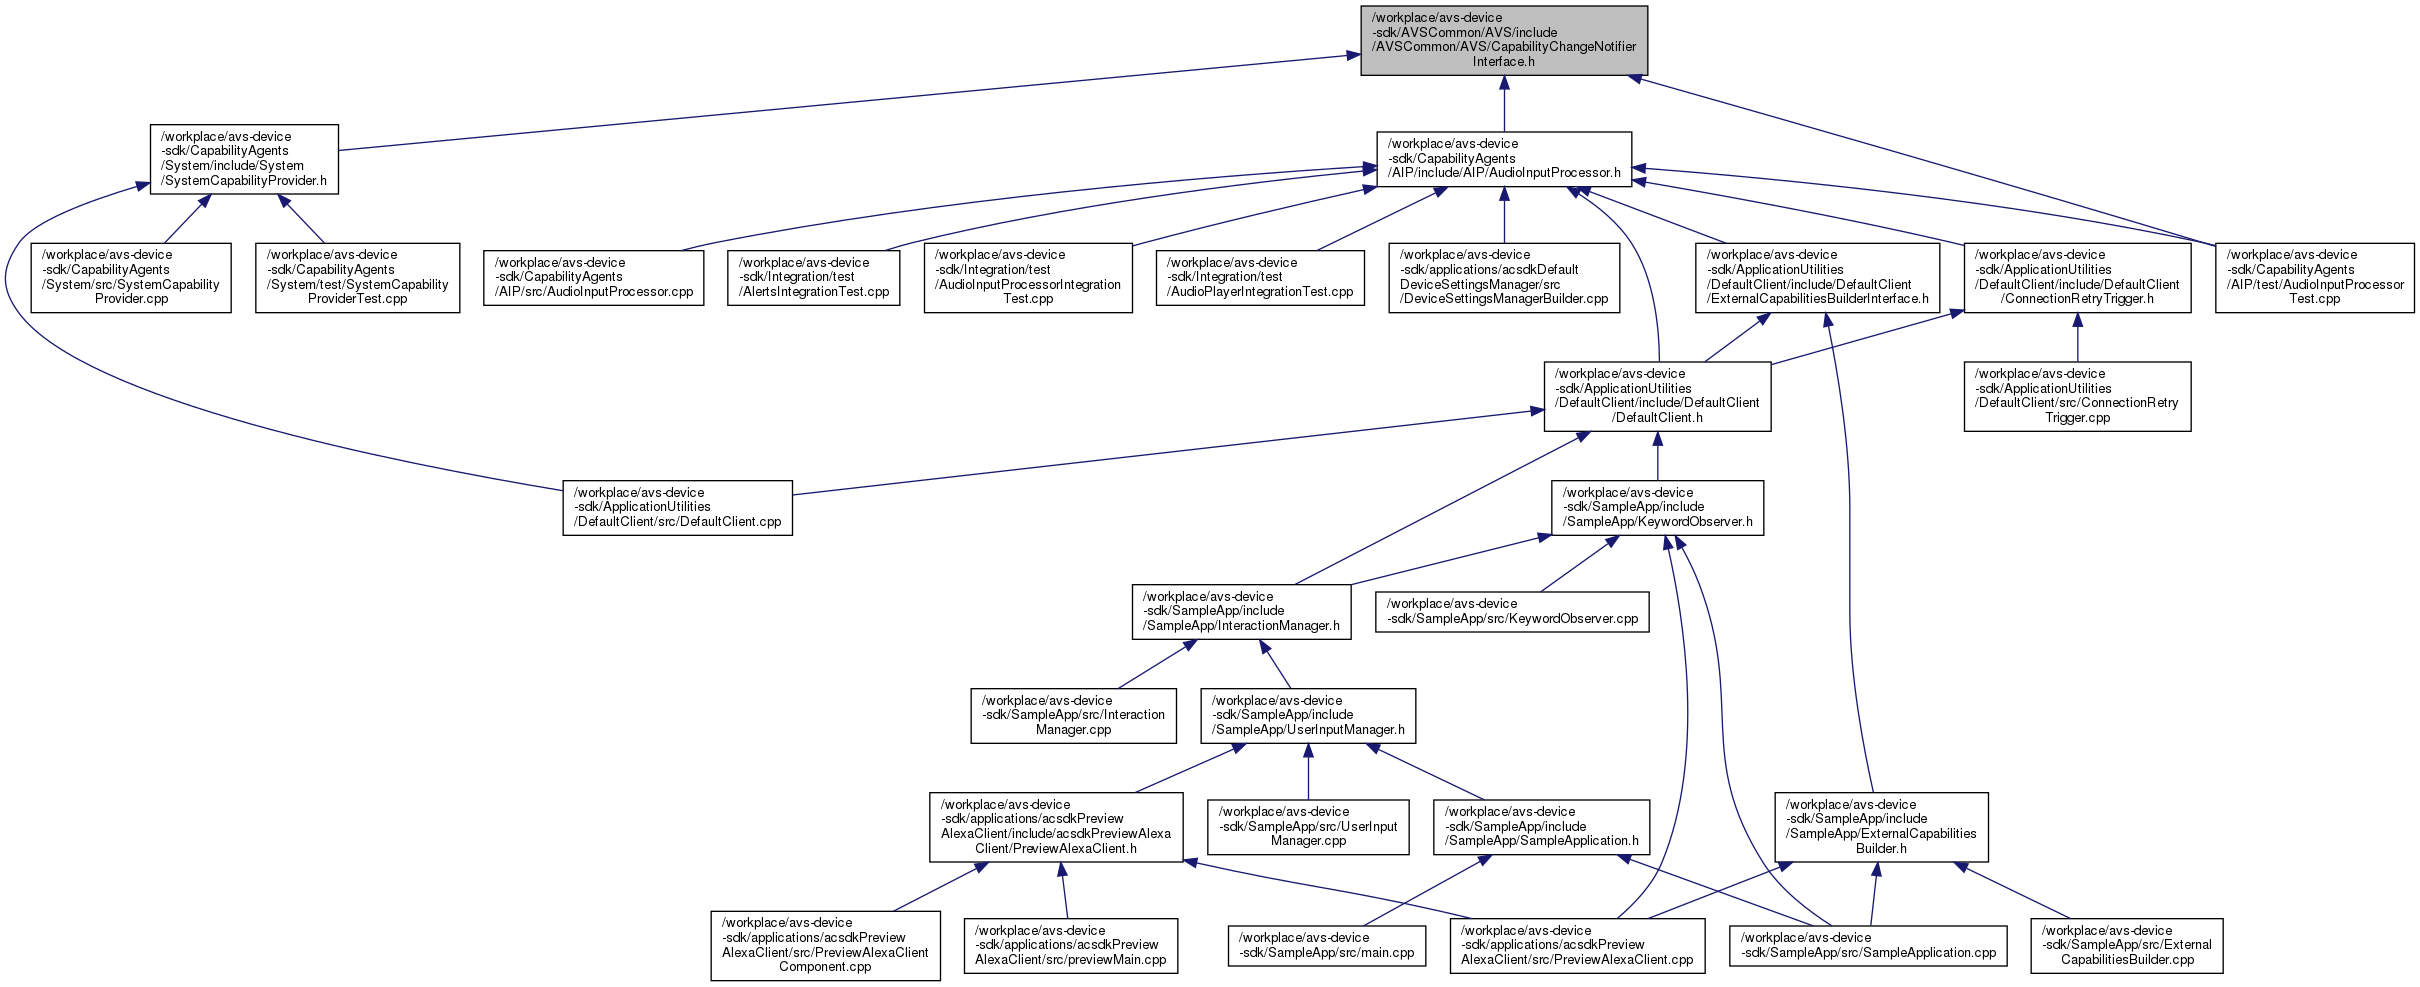 /workplace/avs-device
-sdk/AVSCommon/AVS/include
/AVSCommon/AVS/CapabilityChangeNotifier
Interface.h
/workplace/avs-device
-sdk/CapabilityAgents
/System/include/System
/SystemCapabilityProvider.h
/workplace/avs-device
-sdk/CapabilityAgents
/AIP/include/AIP/AudioInputProcessor.h
/workplace/avs-device
-sdk/CapabilityAgents
/System/src/SystemCapability
Provider.cpp
/workplace/avs-device
-sdk/CapabilityAgents
/System/test/SystemCapability
ProviderTest.cpp
/workplace/avs-device
-sdk/CapabilityAgents
/AIP/src/AudioInputProcessor.cpp
/workplace/avs-device
-sdk/Integration/test
/AlertsIntegrationTest.cpp
/workplace/avs-device
-sdk/Integration/test
/AudioInputProcessorIntegration
Test.cpp
/workplace/avs-device
-sdk/Integration/test
/AudioPlayerIntegrationTest.cpp
/workplace/avs-device
-sdk/applications/acsdkDefault
DeviceSettingsManager/src
/DeviceSettingsManagerBuilder.cpp
/workplace/avs-device
-sdk/ApplicationUtilities
/DefaultClient/include/DefaultClient
/ExternalCapabilitiesBuilderInterface.h
/workplace/avs-device
-sdk/ApplicationUtilities
/DefaultClient/include/DefaultClient
/ConnectionRetryTrigger.h
/workplace/avs-device
-sdk/CapabilityAgents
/AIP/test/AudioInputProcessor
Test.cpp
/workplace/avs-device
-sdk/ApplicationUtilities
/DefaultClient/include/DefaultClient
/DefaultClient.h
/workplace/avs-device
-sdk/ApplicationUtilities
/DefaultClient/src/ConnectionRetry
Trigger.cpp
/workplace/avs-device
-sdk/ApplicationUtilities
/DefaultClient/src/DefaultClient.cpp
/workplace/avs-device
-sdk/SampleApp/include
/SampleApp/KeywordObserver.h
/workplace/avs-device
-sdk/SampleApp/include
/SampleApp/InteractionManager.h
/workplace/avs-device
-sdk/SampleApp/src/KeywordObserver.cpp
/workplace/avs-device
-sdk/SampleApp/src/Interaction
Manager.cpp
/workplace/avs-device
-sdk/SampleApp/include
/SampleApp/UserInputManager.h
/workplace/avs-device
-sdk/applications/acsdkPreview
AlexaClient/include/acsdkPreviewAlexa
Client/PreviewAlexaClient.h
/workplace/avs-device
-sdk/SampleApp/src/UserInput
Manager.cpp
/workplace/avs-device
-sdk/SampleApp/include
/SampleApp/SampleApplication.h
/workplace/avs-device
-sdk/SampleApp/include
/SampleApp/ExternalCapabilities
Builder.h
/workplace/avs-device
-sdk/applications/acsdkPreview
AlexaClient/src/PreviewAlexaClient
Component.cpp
/workplace/avs-device
-sdk/applications/acsdkPreview
AlexaClient/src/previewMain.cpp
/workplace/avs-device
-sdk/SampleApp/src/main.cpp
/workplace/avs-device
-sdk/applications/acsdkPreview
AlexaClient/src/PreviewAlexaClient.cpp
/workplace/avs-device
-sdk/SampleApp/src/SampleApplication.cpp
/workplace/avs-device
-sdk/SampleApp/src/External
CapabilitiesBuilder.cpp